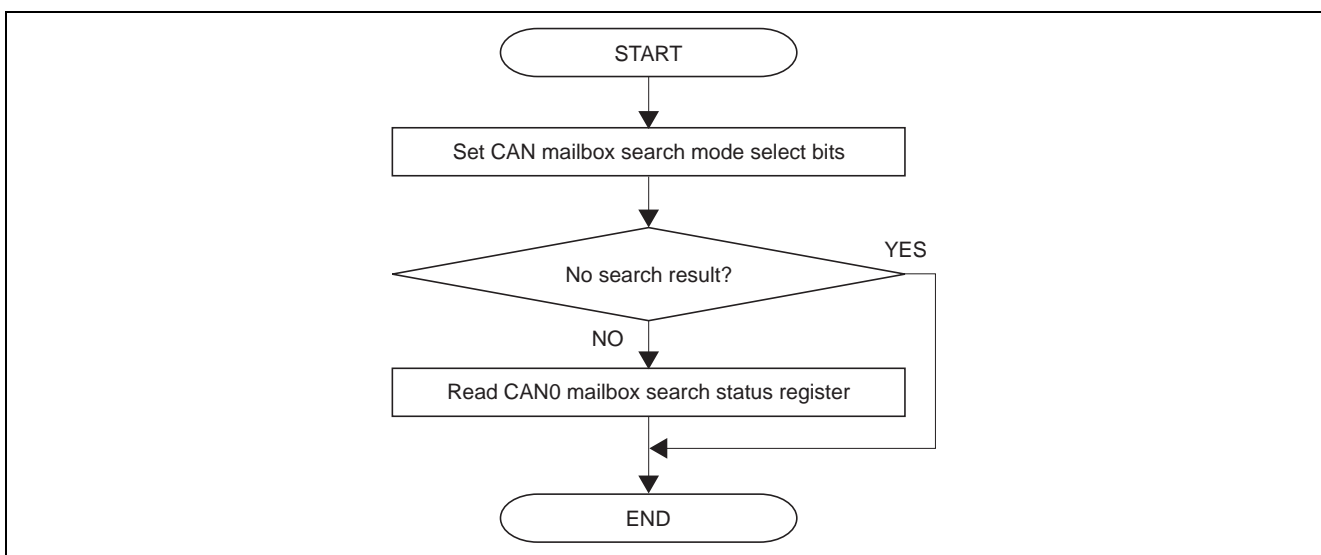 START
Set CAN mailbox search mode select bits
YES
No search result?
NO
Read CAN0 mailbox search status register
END